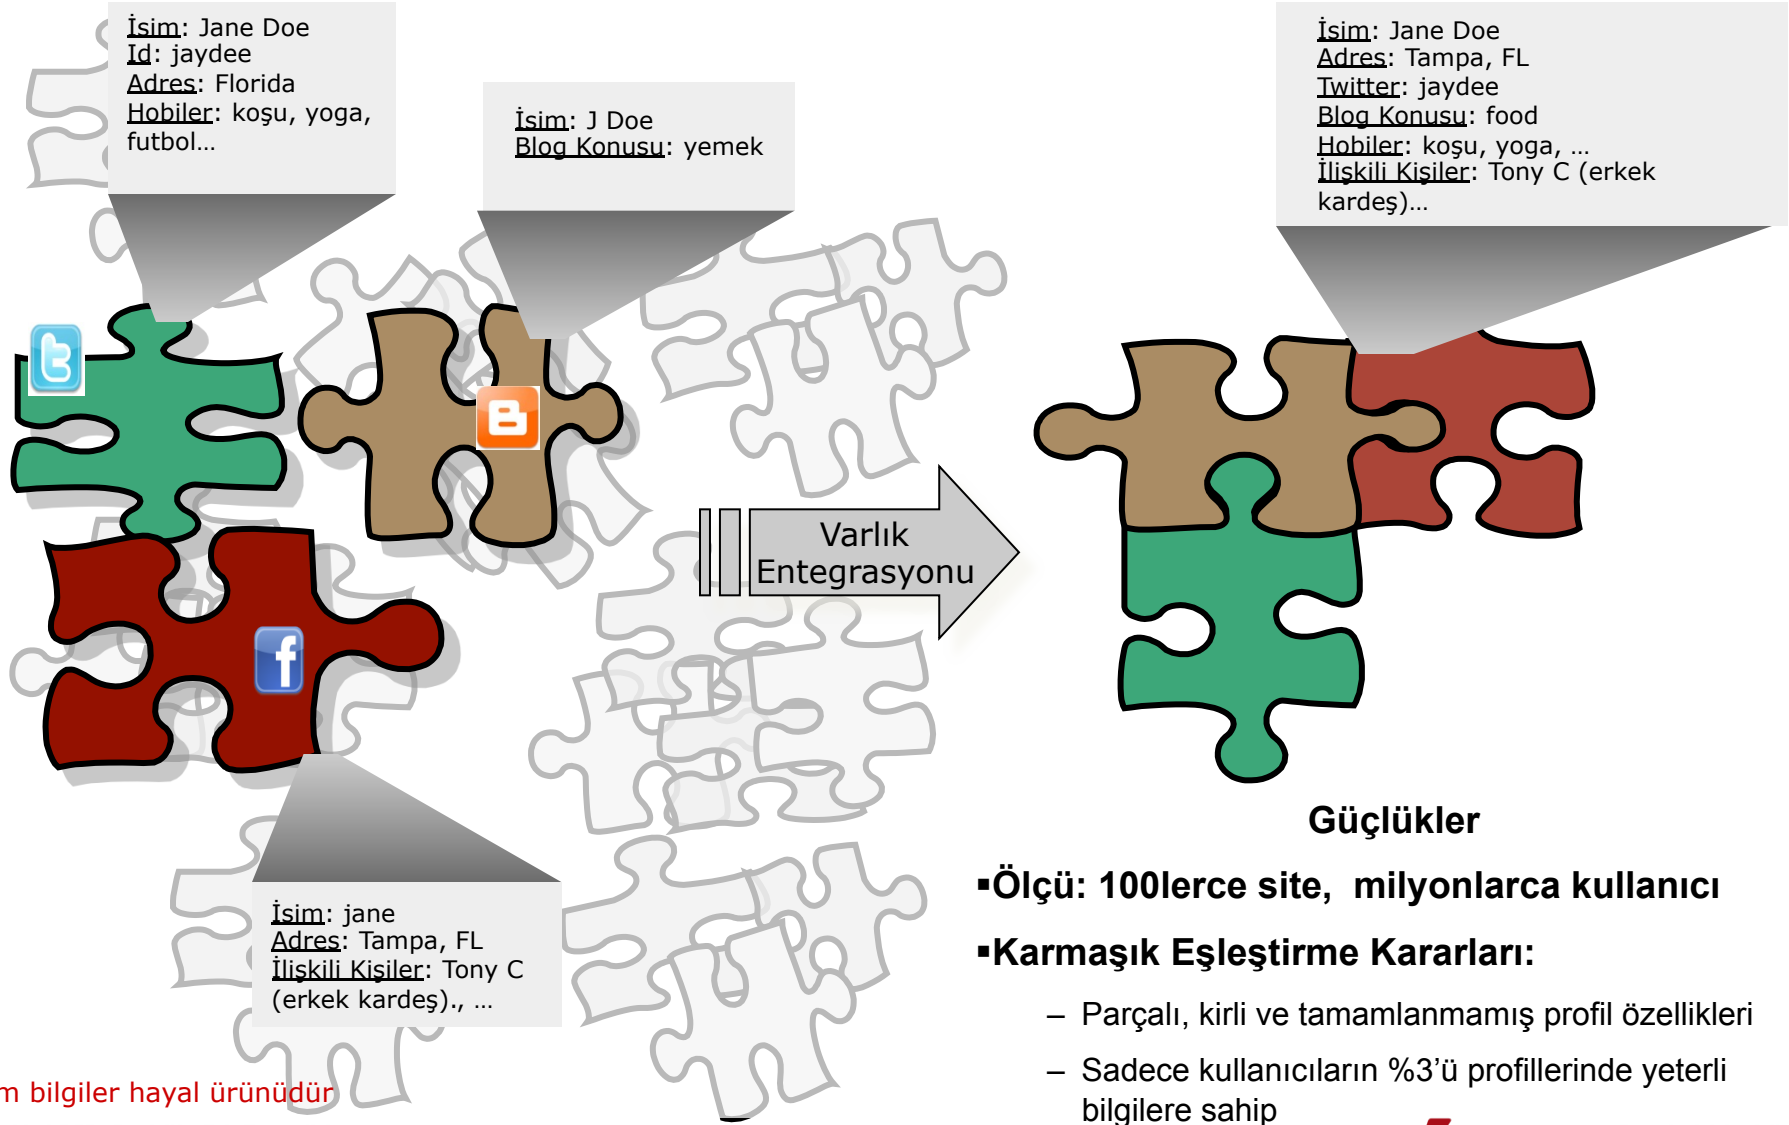 İsim: Jane Doe
Id: jaydee
Adres: Florida
Hobiler: koşu, yoga,
futbol…
İsim: J Doe
Blog Konusu: yemek
İsim: Jane Doe
Adres: Tampa, FL
Twitter: jaydee
Blog Konusu: food
Hobiler: koşu, yoga, …
İlişkili Kişiler: Tony C (erkek
kardeş)…
Varlık
Entegrasyonu
İsim: jane
Adres: Tampa, FL
İlişkili Kişiler: Tony C
(erkek kardeş)., …
Güçlükler
▪Ölçü: 100lerce site, milyonlarca kullanıcı
▪Karmaşık Eşleştirme Kararları:
– Parçalı, kirli ve tamamlanmamış profil özellikleri
– Sadece kullanıcıların %3’ü profillerinde yeterli
bilgilere sahip
m bilgiler hayal ürünüdür